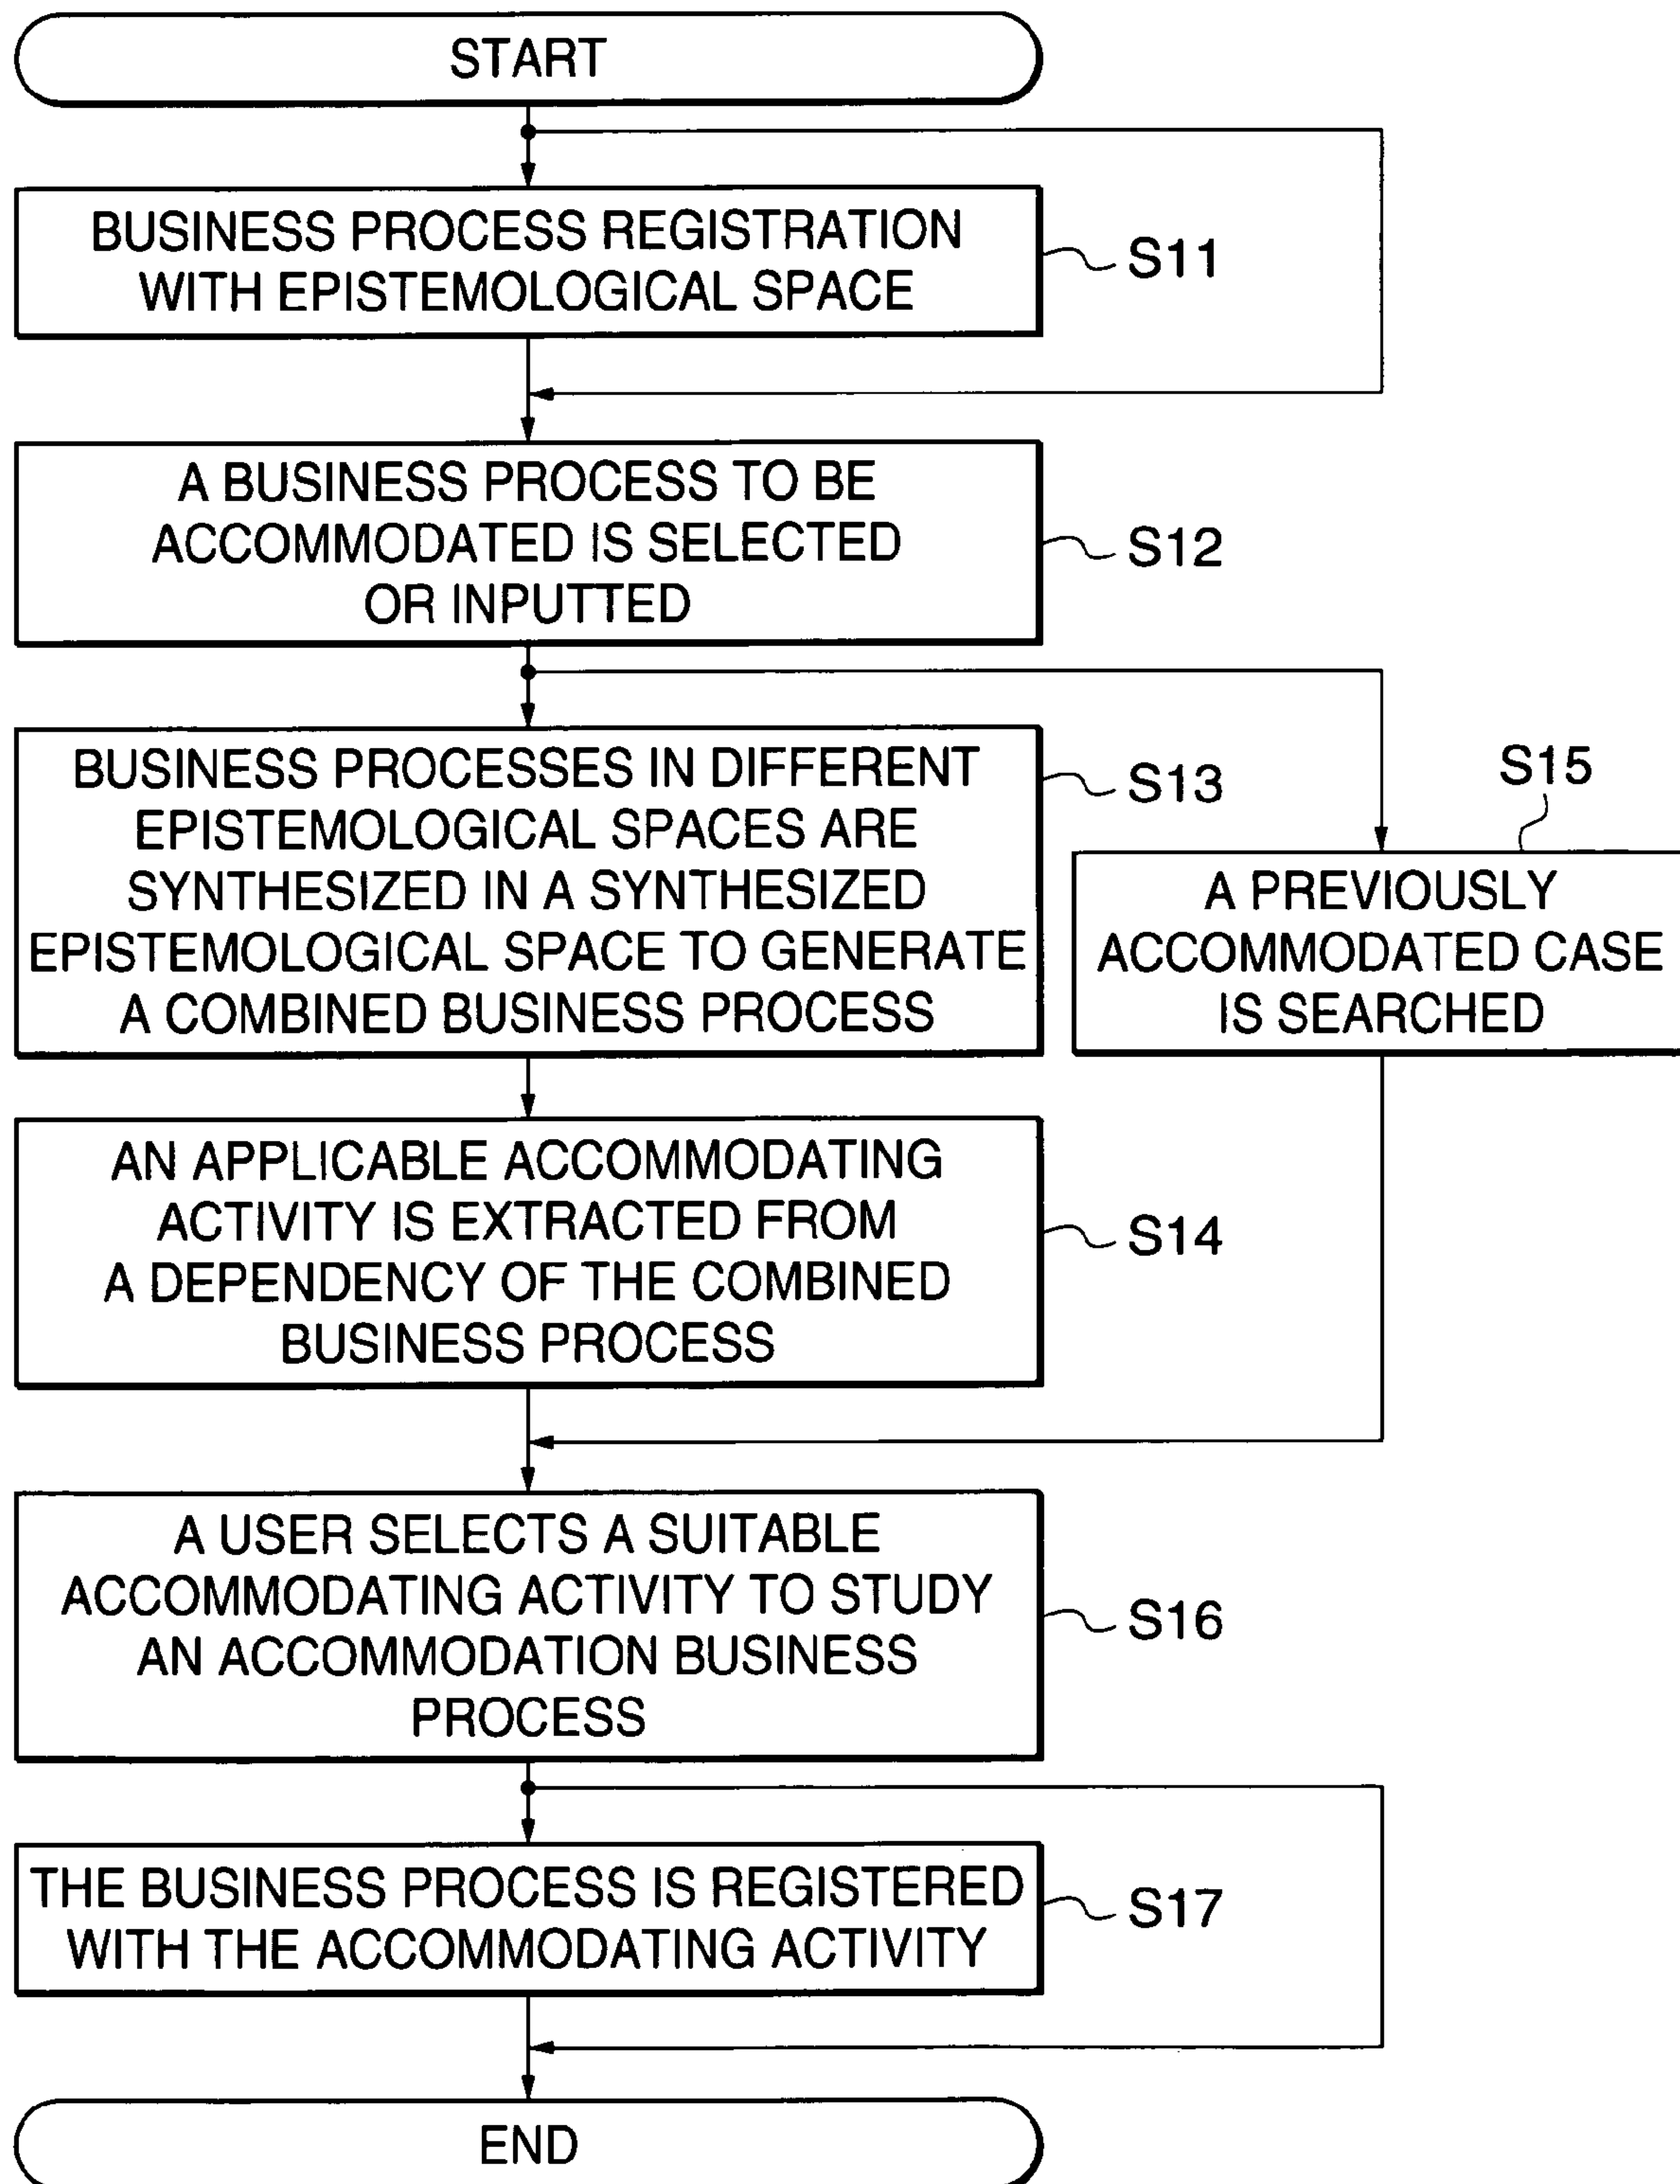 START
BUSINESS PROCESS REGISTRATION
WITH EPISTEMOLOGICAL SPACE
S11
A BUSINESS PROCESS TO BE
ACCOMMODATED IS SELECTED
OR INPUTTED
S12
BUSINESS PROCESSES IN DIFFERENT
EPISTEMOLOGICAL SPACES ARE
SYNTHESIZED IN A SYNTHESIZED
EPISTEMOLOGICAL SPACE TO GENERATE
A COMBINED BUSINESS PROCESS
S13
S15
A PREVIOUSLY
ACCOMMODATED CASE
IS SEARCHED
AN APPLICABLE ACCOMMODATING
ACTIVITY IS EXTRACTED FROM
A DEPENDENCY OF THE COMBINED
BUSINESS PROCESS
S14
A USER SELECTS A SUITABLE
ACCOMMODATING ACTIVITY TO STUDY
AN ACCOMMODATION BUSINESS
PROCESS
S16
THE BUSINESS PROCESS IS REGISTERED
WITH THE ACCOMMODATING ACTIVITY
S17
END